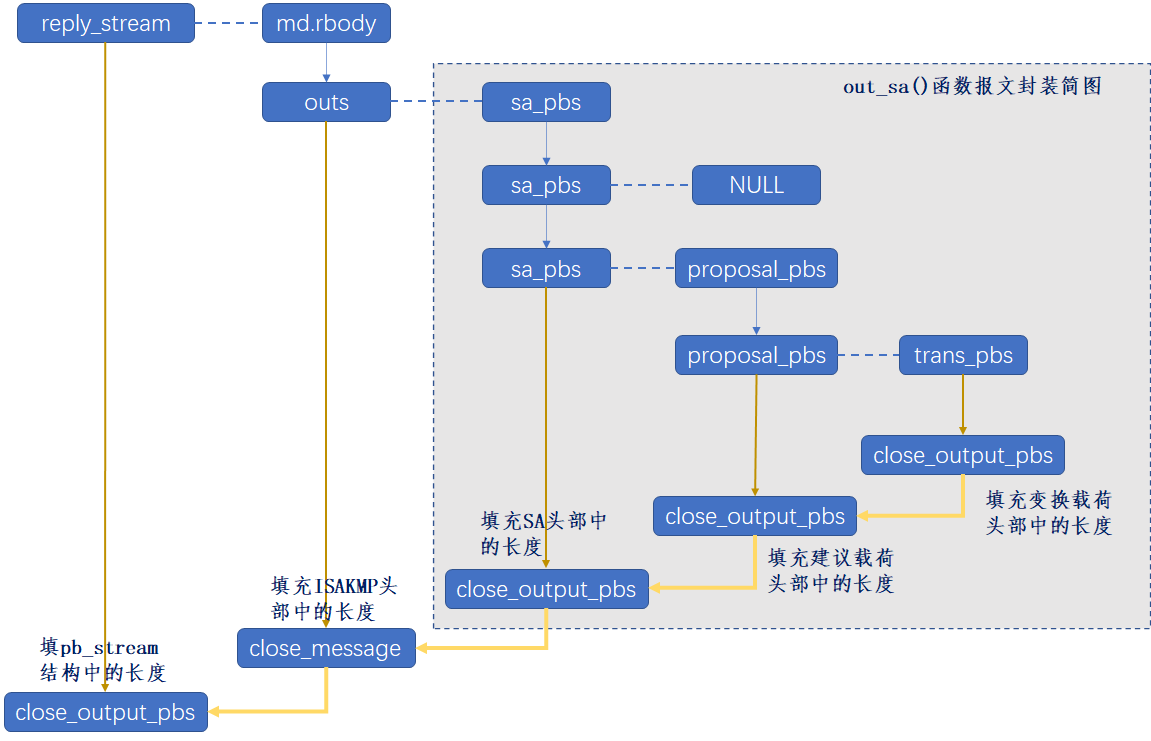 reply_stream
md.rbody
outs
sa_pbs
out_sa()函数报文封装简图
sa_pbs
NULL
sa_pbs
proposal_pbs
proposal_pbs
trans_pbs
close_output_pbs
填充变换载荷
头部中的长度
close_output_pbs
填充建议载荷
头部中的长度
填充SA头部中
的长度
close_output_pbs
填充ISAKMP头
部中的长度
close_message
填pb_stream
结构中的长度
close_output_pbs